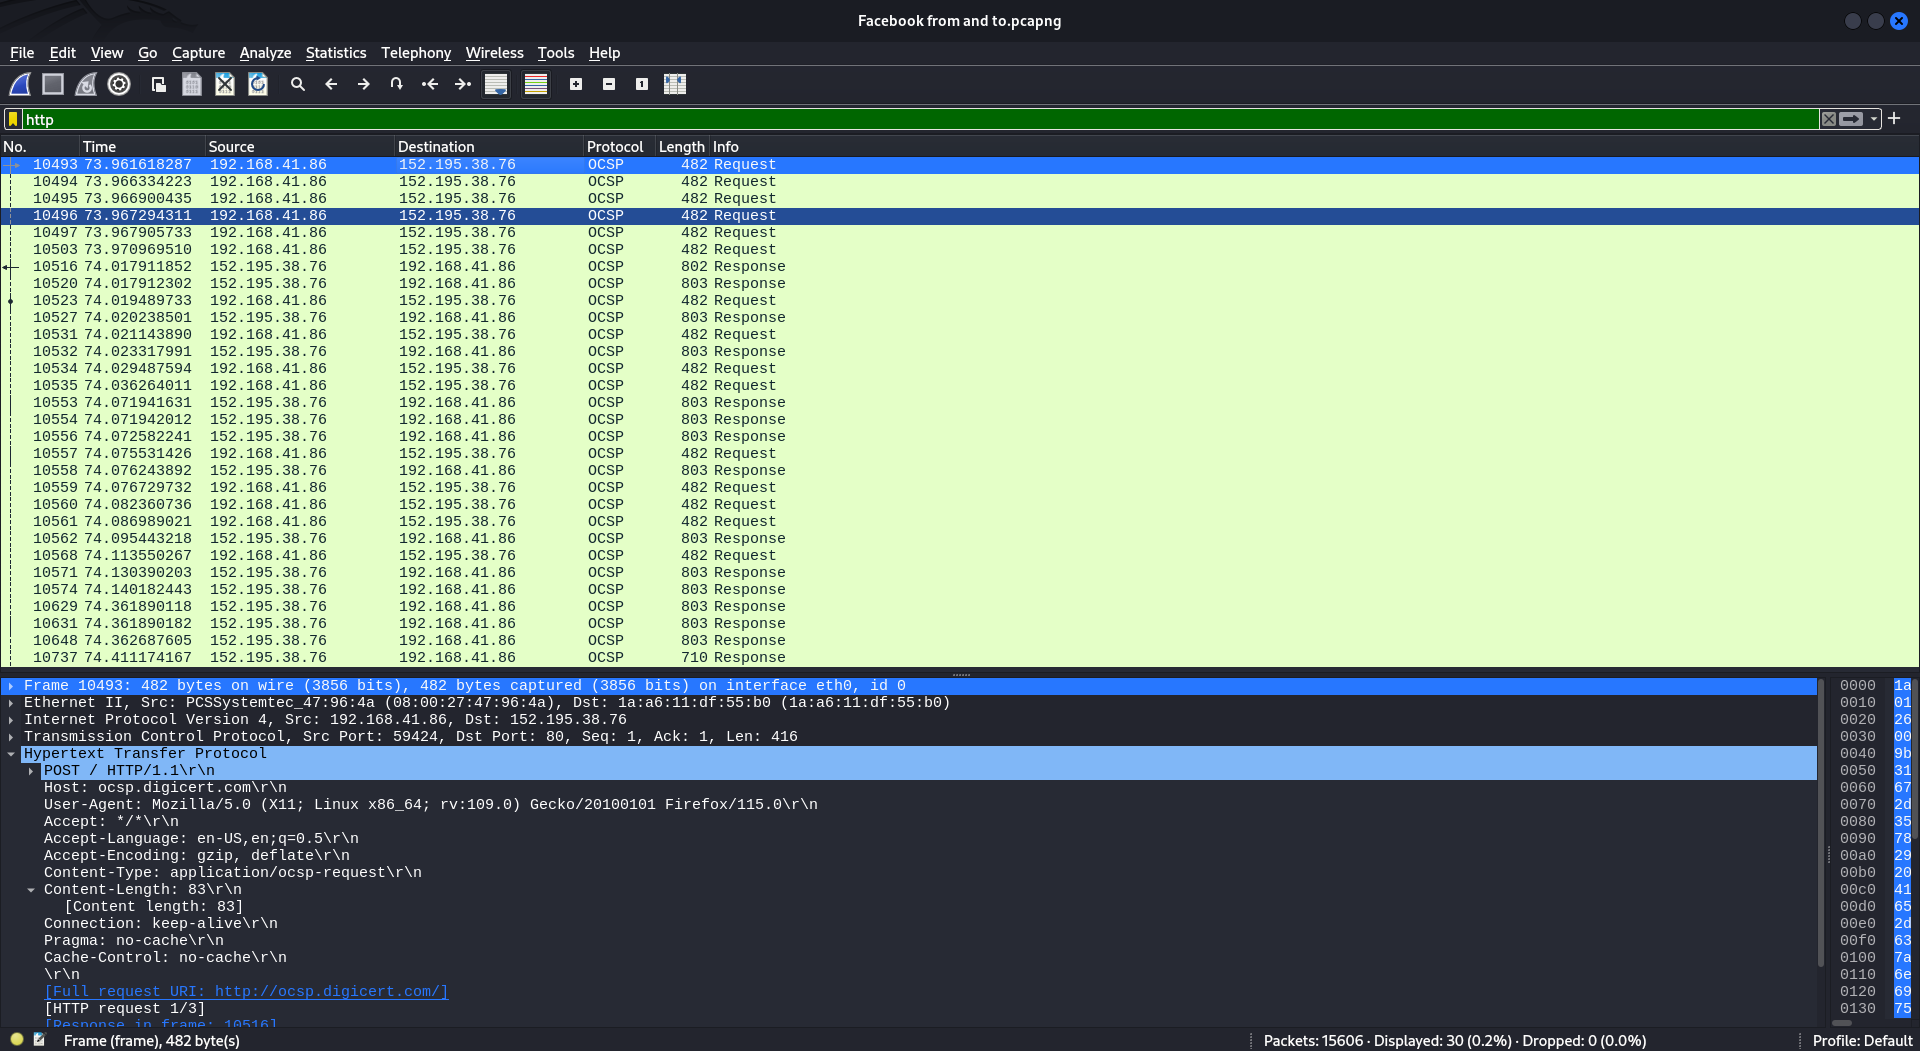 Facebook from and to.pcapng
File Edit View Go Capture Analyze Statistics Telephony Wireless Tools Help
http
No. Time Source Destination Protocol Length Info
10493 73.961618287 192.168.41.86 152.195.38.76 OCSP 482 Request
10494 73.966334223 192.168.41.86 152.195.38.76 OCSP 482 Request
10495 73.966900435 192.168.41.86 152.195.38.76 OCSP 482 Request
10496 73.967294311 192.168.41.86 152.195.38.76 OCSP 482 Request
10497 73.967905733 192.168.41.86 152.195.38.76 OCSP 482 Request
10503 73.970969510 192.168.41.86 152.195.38.76 OCSP 482 Request
10516 74.017911852 152.195.38.76 192.168.41.86 OCSP 802 Response
10520 74.017912302 152.195.38.76 192.168.41.86 OCSP 803 Response
10523 74.019489733 192.168.41.86 152.195.38.76 OCSP 482 Request
10527 74.020238501 152.195.38.76 192.168.41.86 OCSP 803 Response
10531 74.021143890 192.168.41.86 152.195.38.76 OCSP 482 Request
10532 74.023317991 152.195.38.76 192.168.41.86 OCSP 803 Response
10534 74.029487594 192.168.41.86 152.195.38.76 OCSP 482 Request
10535 74.036264011 192.168.41.86 152.195.38.76 OCSP 482 Request
10553 74.071941631 152.195.38.76 192.168.41.86 OCSP 803 Response
10554 74.071942012 152.195.38.76 192.168.41.86 OCSP 803 Response
10556 74.072582241 152.195.38.76 192.168.41.86 OCSP 803 Response
10557 74.075531426 192.168.41.86 152.195.38.76 OCSP 482 Request
10558 74.076243892 152.195.38.76 192.168.41.86 OCSP 803 Response
10559 74.076729732 192.168.41.86 152.195.38.76 OCSP 482 Request
10560 74.082360736 192.168.41.86 152.195.38.76 OCSP 482 Request
10561 74.086989021 192.168.41.86 152.195.38.76 OCSP 482 Request
10562 74.095443218 152.195.38.76 192.168.41.86 OCSP 803 Response
10568 74.113550267 192.168.41.86 152.195.38.76 OCSP 482 Request
10571 74.130390203 152.195.38.76 192.168.41.86 OCSP 803 Response
10574 74.140182443 152.195.38.76 192.168.41.86 OCSP 803 Response
10629 74.361890118 152.195.38.76 192.168.41.86 OCSP 803 Response
10631 74.361890182 152.195.38.76 192.168.41.86 OCSP 803 Response
10648 74.362687605 152.195.38.76 192.168.41.86 OCSP 803 Response
10737 74.411174167 152.195.38.76 192.168.41.86 OCSP 710 Response
Frame 10493: 482 bytes on wire (3856 bits), 482 bytes captured (3856 bits) on interface eth0, id 0
Ethernet II, Src: PCSSystemtec_47:96:4a (08:00:27:47:96:4a), Dst: 1a:a6:11:df:55:b0 (1a:a6:11:df:55:b0)
Internet Protocol Version 4, Src: 192.168.41.86, Dst: 152.195.38.76
Transmission Control Protocol, Src Port: 59424, Dst Port: 80, Seq: 1, Ack: 1, Len: 416
Hypertext Transfer Protocol
POST / HTTP/1.1\r\n
Host: ocsp.digicert.com\r\n
User-Agent: Mozilla/5.0 (X11; Linux x86_64; rv:109.0) Gecko/20100101 Firefox/115.0\r\n
Accept: */*\r\n
Accept-Language: en-US,en;q=0.5\r\n
Accept-Encoding: gzip, deflate\r\n
Content-Type: application/ocsp-request\r\n
Content-Length: 83\r\n
[Content length: 83]
Connection: keep-alive\r\n
Pragma: no-cache\r\n
Cache-Control: no-cache\r\n
\r\n
[Full request URI: http://ocsp.digicert.com/]
[HTTP request 1/3]
[Response in frame: 10516]
0000 1a
0010 01
0020 26
0030 00
0040 9b
0050 31
0060 67
0070 2d
0080 35
0090 78
00a0 29
00b0 20
00c0 41
00d0 65
00e0 2d
00f0 63
0100 7a
0110 6e
0120 69
0130 75
Frame (frame), 482 byte(s)
Packets: 15606 · Displayed: 30 (0.2%) · Dropped: 0 (0.0%)
Profile: Default